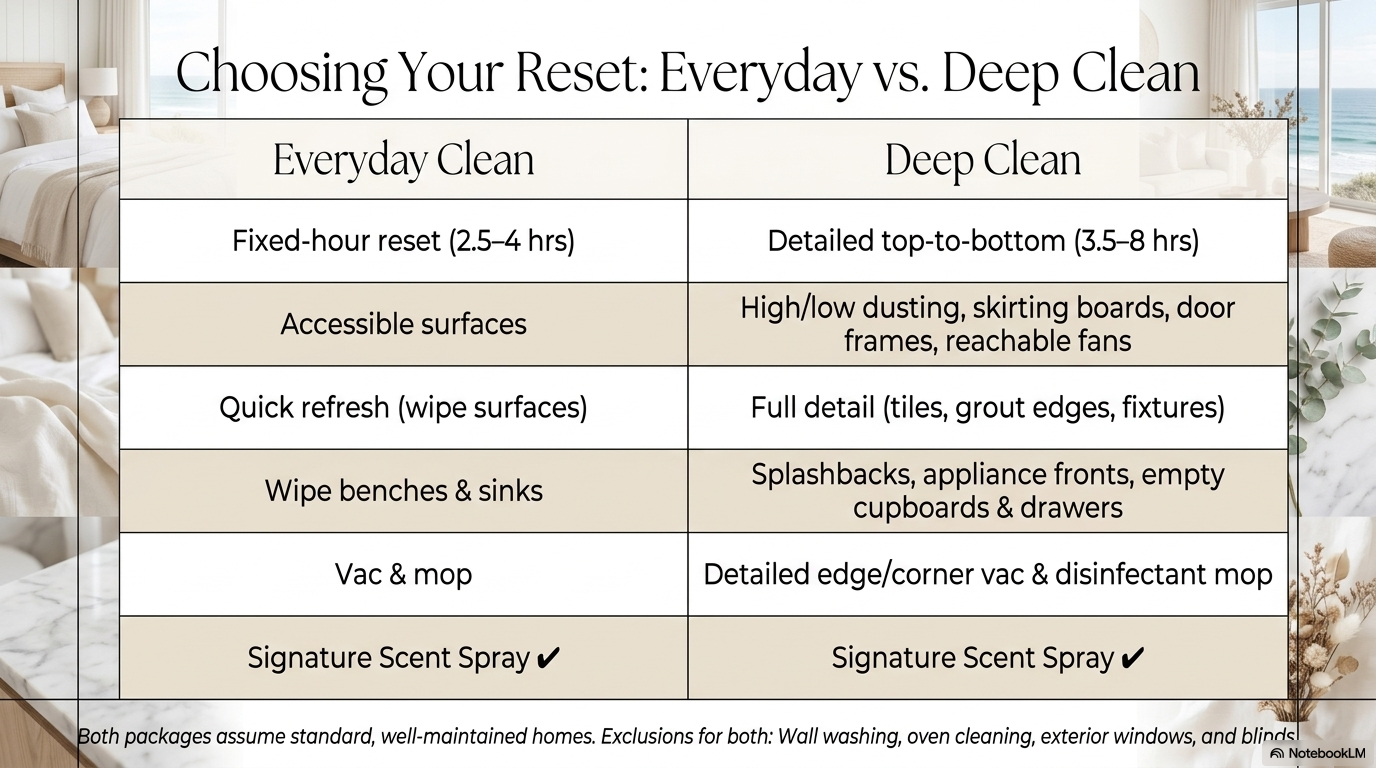 Choosing Your Reset: Everyday vs. Deep Clean
Everyday Clean
Deep Clean
Fixed-hour reset (2.5–4 hrs)
Detailed top-to-bottom (3.5–8 hrs)
Accessible surfaces
High/low dusting, skirting boards, door
frames, reachable fans
Quick refresh (wipe surfaces)
Full detail (tiles, grout edges, fixtures)
Wipe benches & sinks
Splashbacks, appliance fronts, empty
cupboards & drawers
Vac & mop
Detailed edge/corner vac & disinfectant mop
Signature Scent Spray ✔
Signature Scent Spray ✔
Both packages assume standard, well-maintained homes. Exclusions for both: Wall washing, oven cleaning, exterior windows, and blinds.
NotebookLM